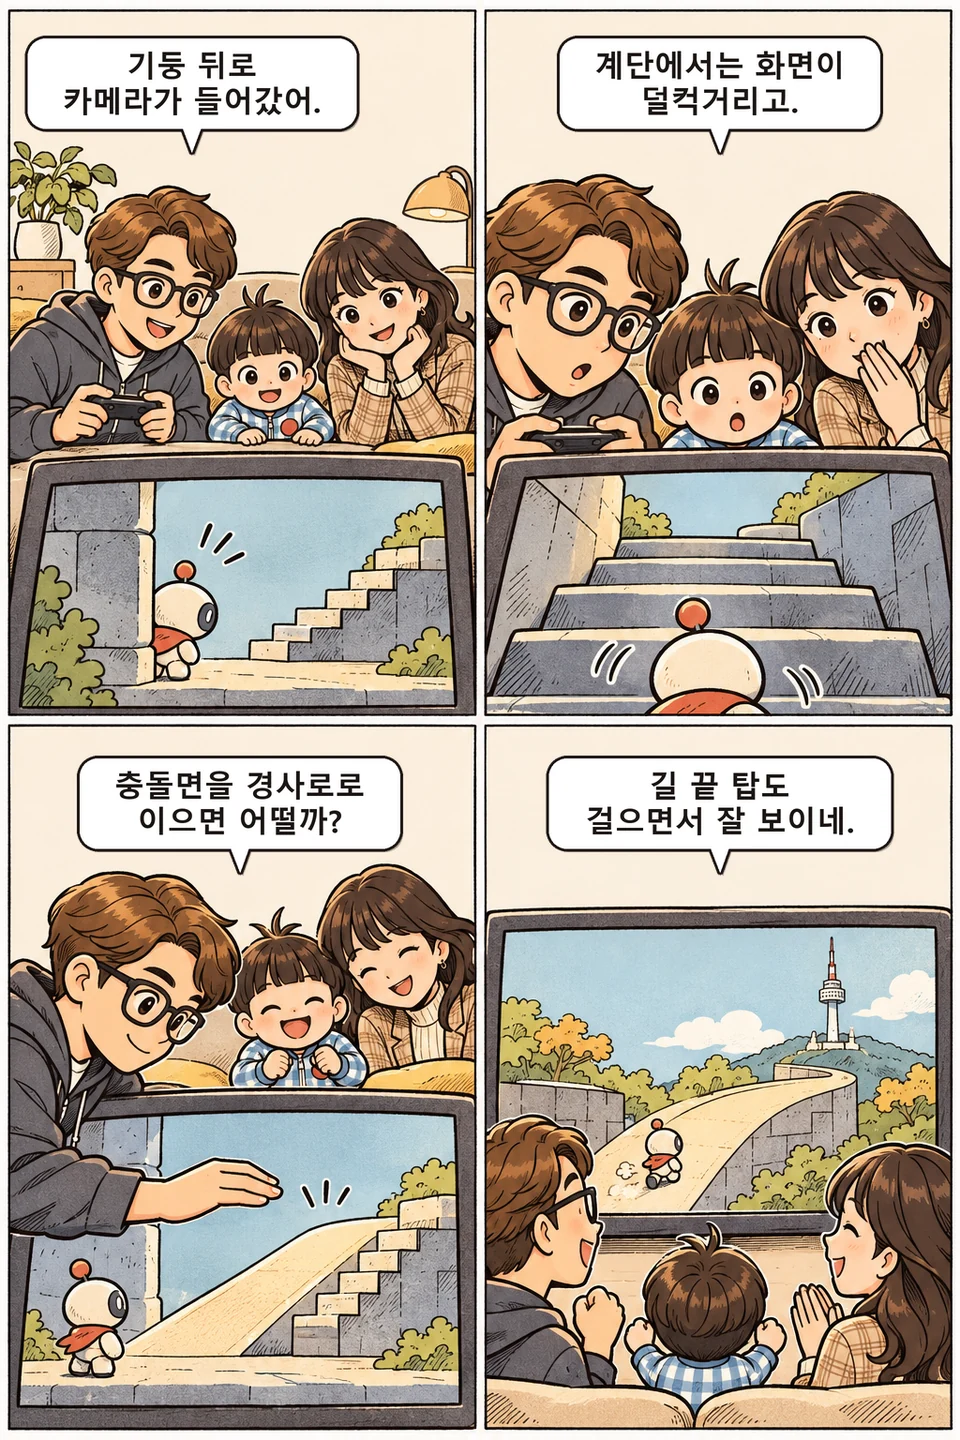 기둥 뒤로
카메라가 들어갔어.
계단에서는 화면이
덜컥거리고.
충돌면을 경사로로
이으면 어떨까?
길 끝 탑도
걸으면서 잘 보이네.